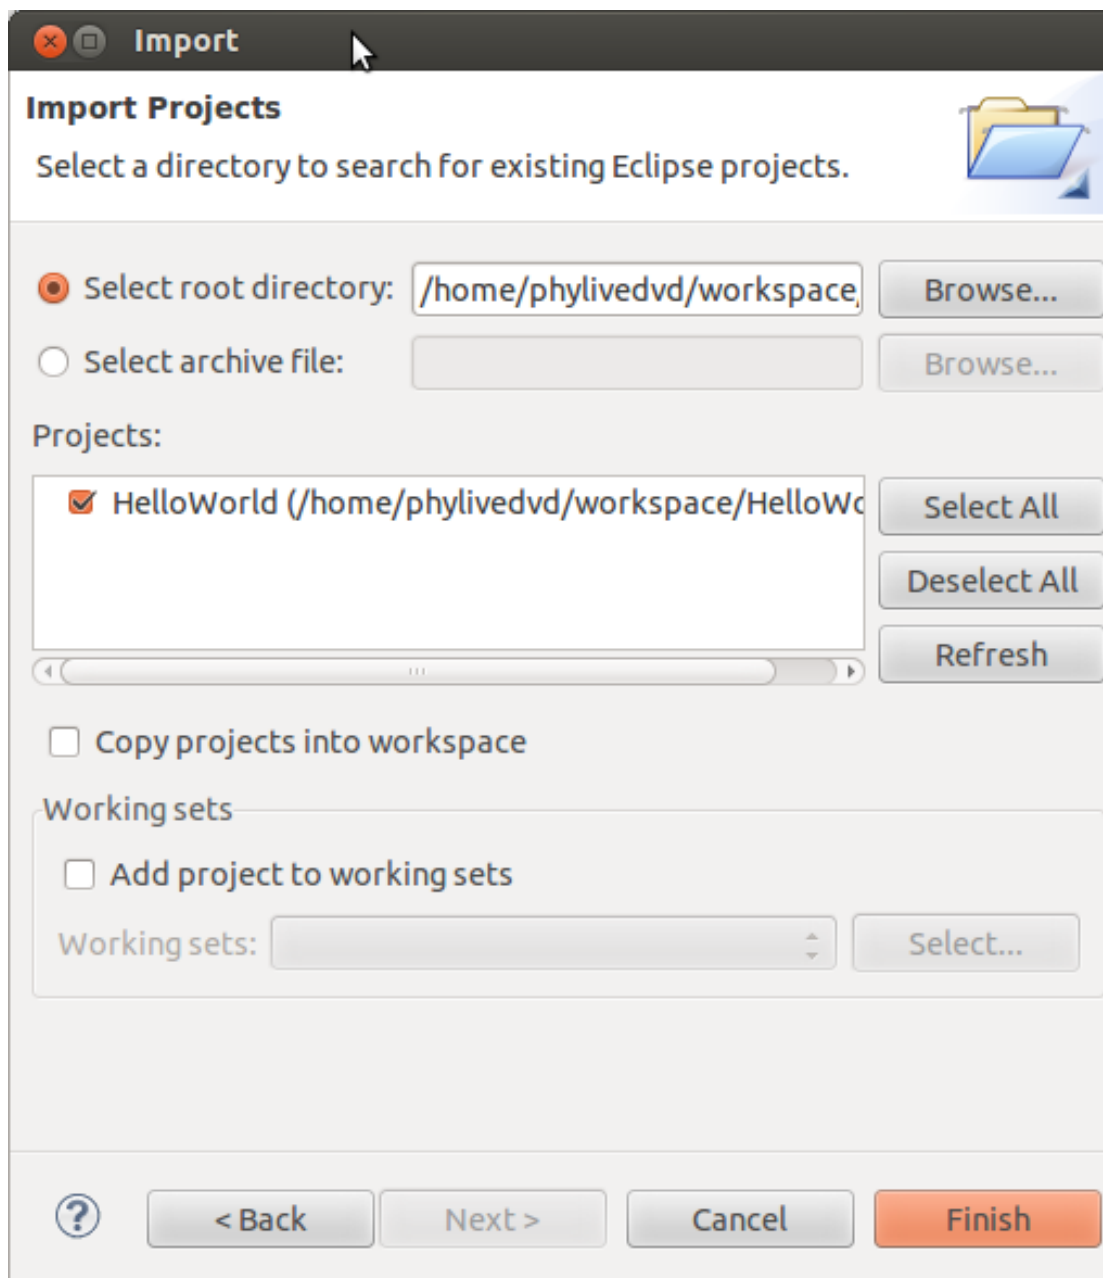 Import
Import Projects
Select a directory to search for existing Eclipse projects.
Select root directory: /home/phylivedvd/workspace/ Browse...
Select archive file: Browse...
Projects:
HelloWorld (/home/phylivedvd/workspace/HelloWo Select All
Deselect All
Refresh
Copy projects into workspace
Working sets
Add project to working sets
Working sets: Select...
? < Back Next > Cancel Finish